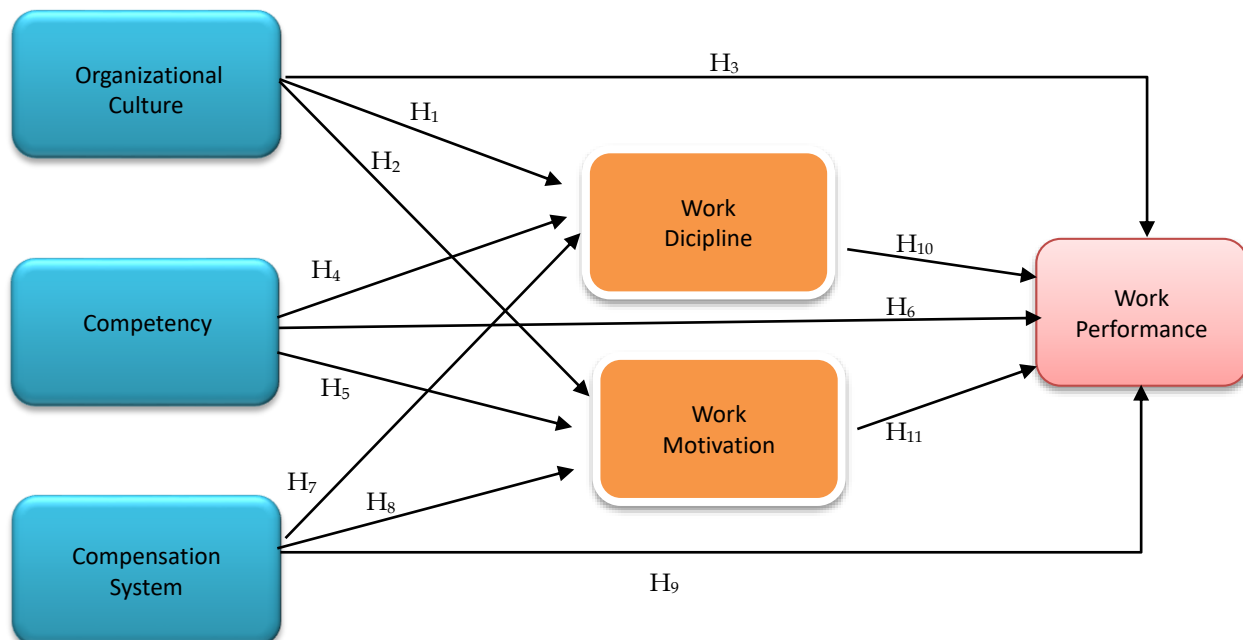 Organizational
Culture
H₃
H₁
H₂
Work
Dicipline
H₄
H₁₀
Competency
H₆
Work
Performance
H₅
Work
Motivation
H₁₁
H₇
H₈
Compensation
System
H₉